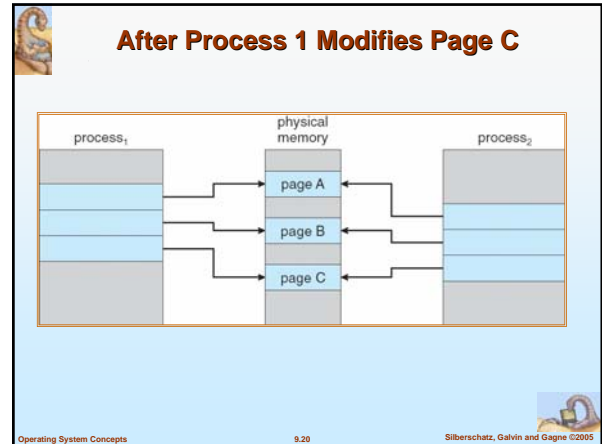 After Process 1 Modifies Page C
process₁
physical
memory
process₂
page A
page B
page C
Operating System Concepts
9.20
Silberschatz, Galvin and Gagne ©2005